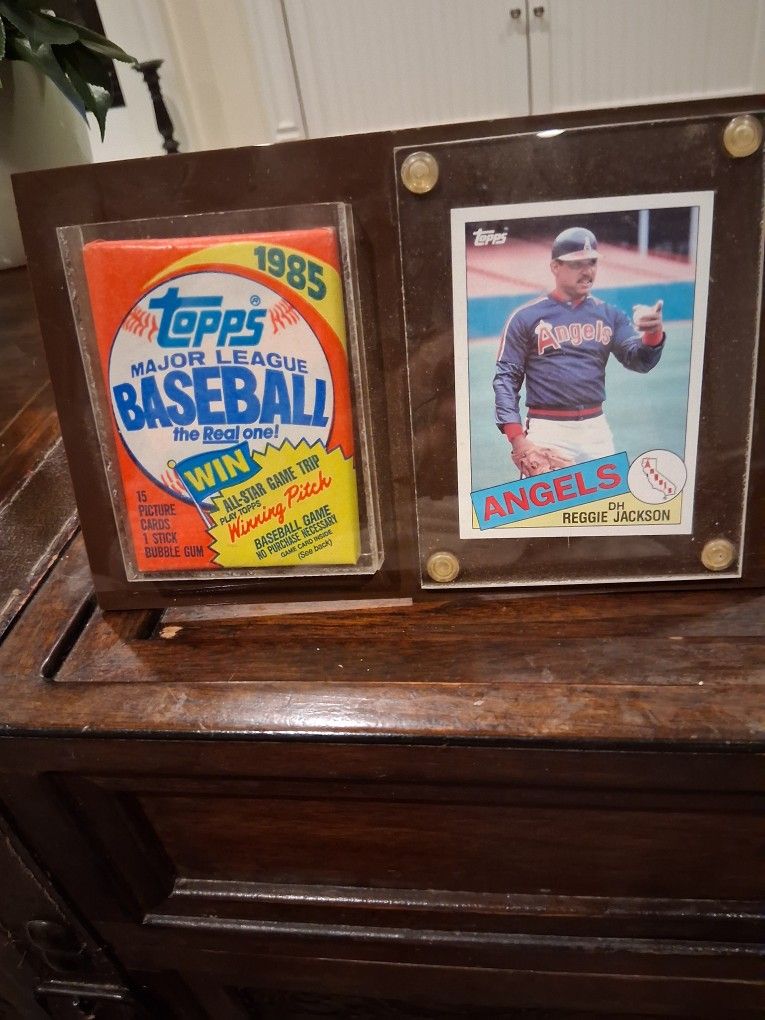 1985
Topps®
MAJOR LEAGUE
BASEBALL
the Real one!
WIN
ALL-STAR GAME TRIP
PLAY TOPPS
Winning Pitch
BASEBALL GAME
NO PURCHASE NECESSARY
GAME CARD INSIDE
(See back)
15
PICTURE
CARDS
1 STICK
BUBBLE GUM
Topps
A
Angels
ANGELS
DH
REGGIE JACKSON